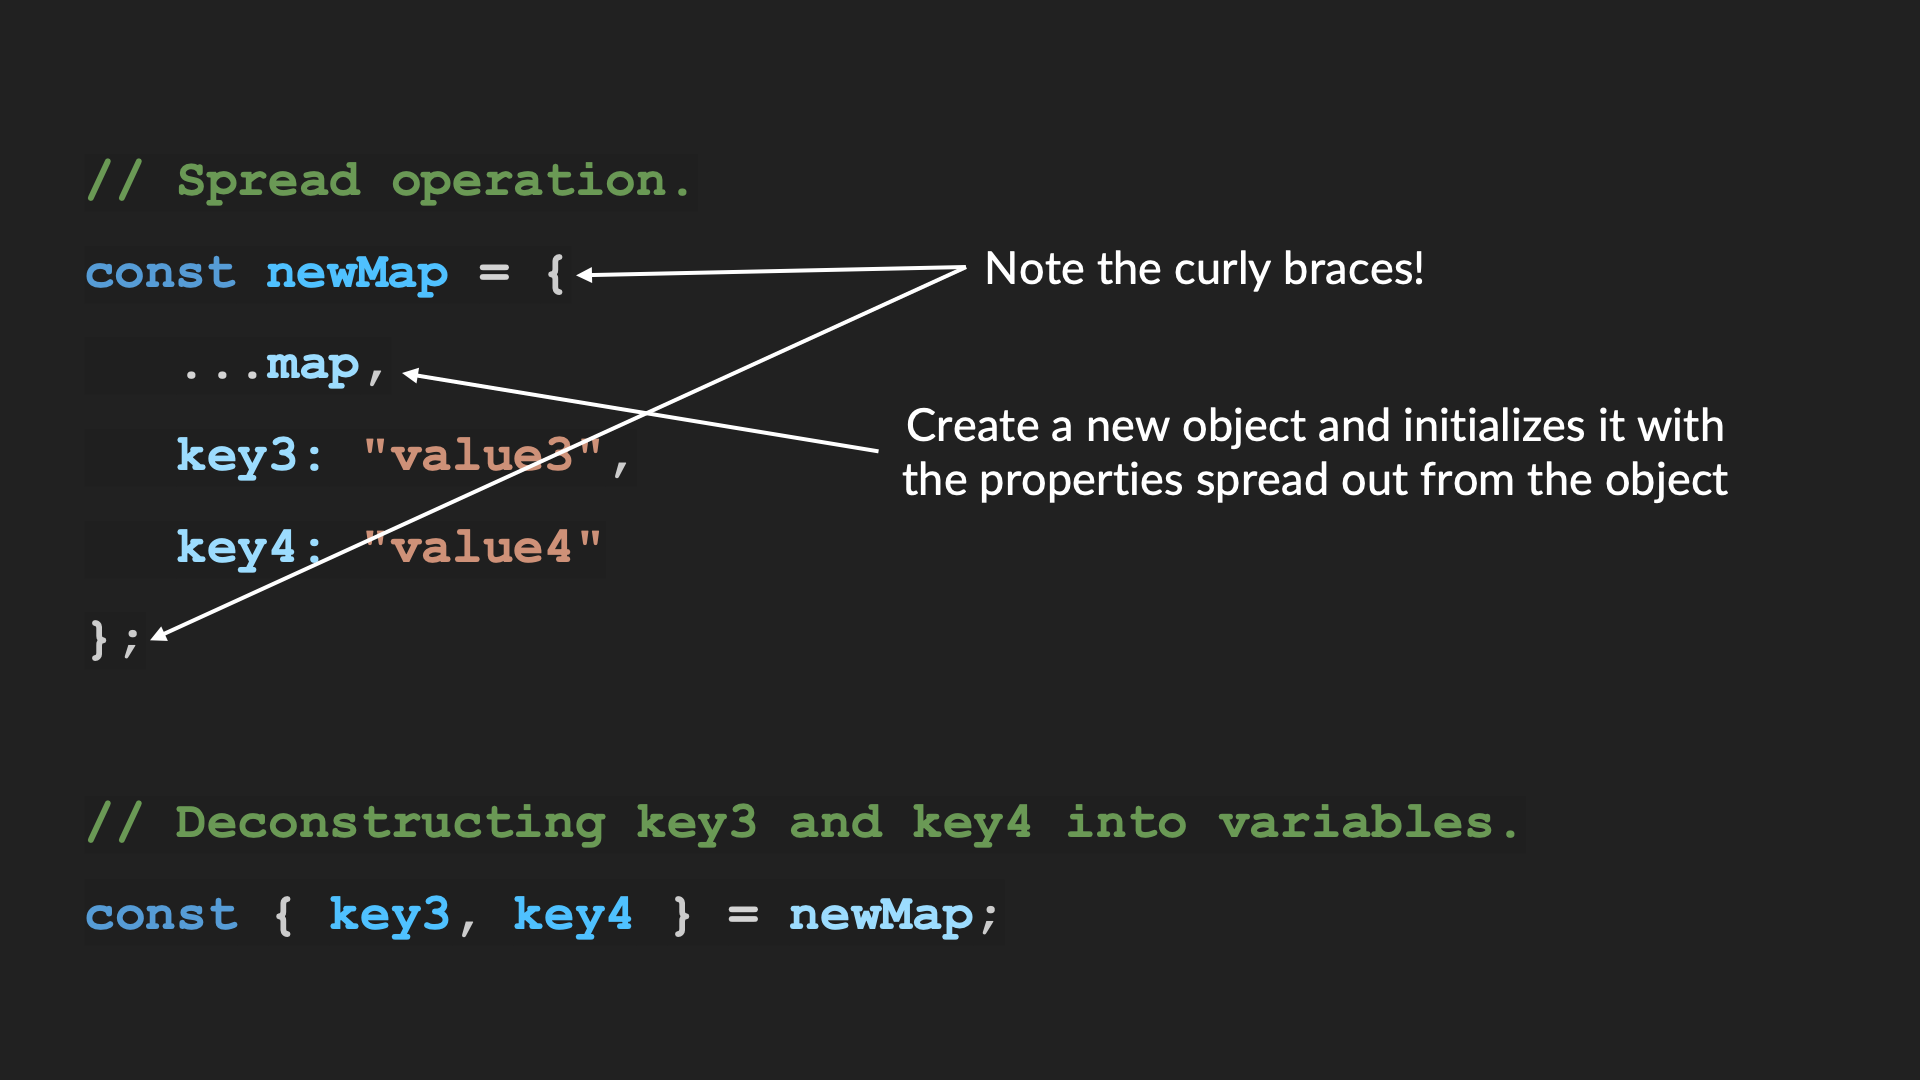 // Spread operation.
const newMap = {
Note the curly braces!
...map,
Create a new object and initializes it with
the properties spread out from the object
key3: "value3",
key4: "value4"
};
// Deconstructing key3 and key4 into variables.
const { key3, key4 } = newMap;